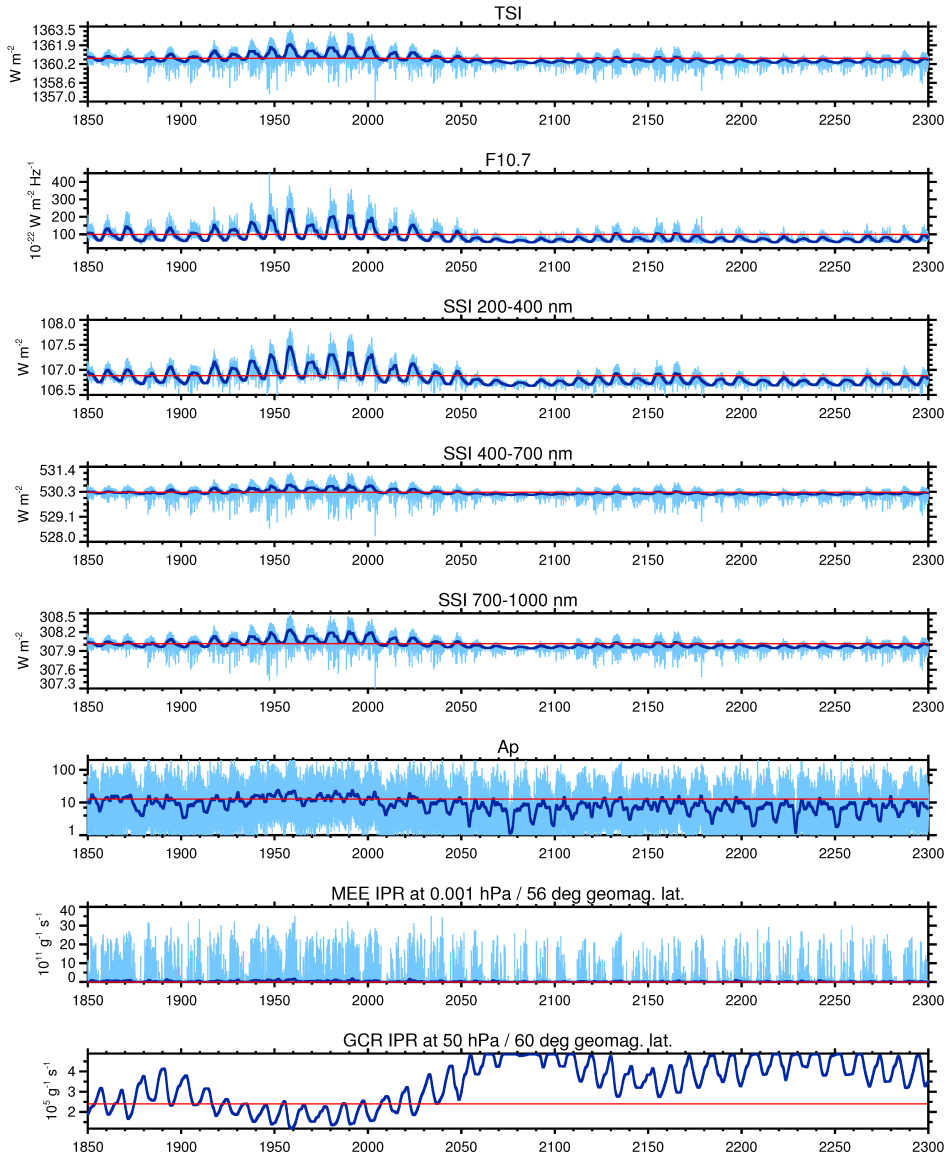 TSI
W m-2
1363.5
1361.9
1360.2
1358.6
1357.0
1850 1900 1950 2000 2050 2100 2150 2200 2250 2300
F10.7
10-22 W m-2 Hz-1
400
300
200
100
1850 1900 1950 2000 2050 2100 2150 2200 2250 2300
SSI 200-400 nm
W m-2
108.0
107.5
107.0
106.5
1850 1900 1950 2000 2050 2100 2150 2200 2250 2300
SSI 400-700 nm
W m-2
531.4
530.3
529.1
528.0
1850 1900 1950 2000 2050 2100 2150 2200 2250 2300
SSI 700-1000 nm
W m-2
308.5
308.2
307.9
307.6
307.3
1850 1900 1950 2000 2050 2100 2150 2200 2250 2300
Ap
100
10
1
1850 1900 1950 2000 2050 2100 2150 2200 2250 2300
MEE IPR at 0.001 hPa / 56 deg geomag. lat.
1011 g-1 s-1
40
30
20
10
0
1850 1900 1950 2000 2050 2100 2150 2200 2250 2300
GCR IPR at 50 hPa / 60 deg geomag. lat.
105 g-1 s-1
4
3
2
1850 1900 1950 2000 2050 2100 2150 2200 2250 2300